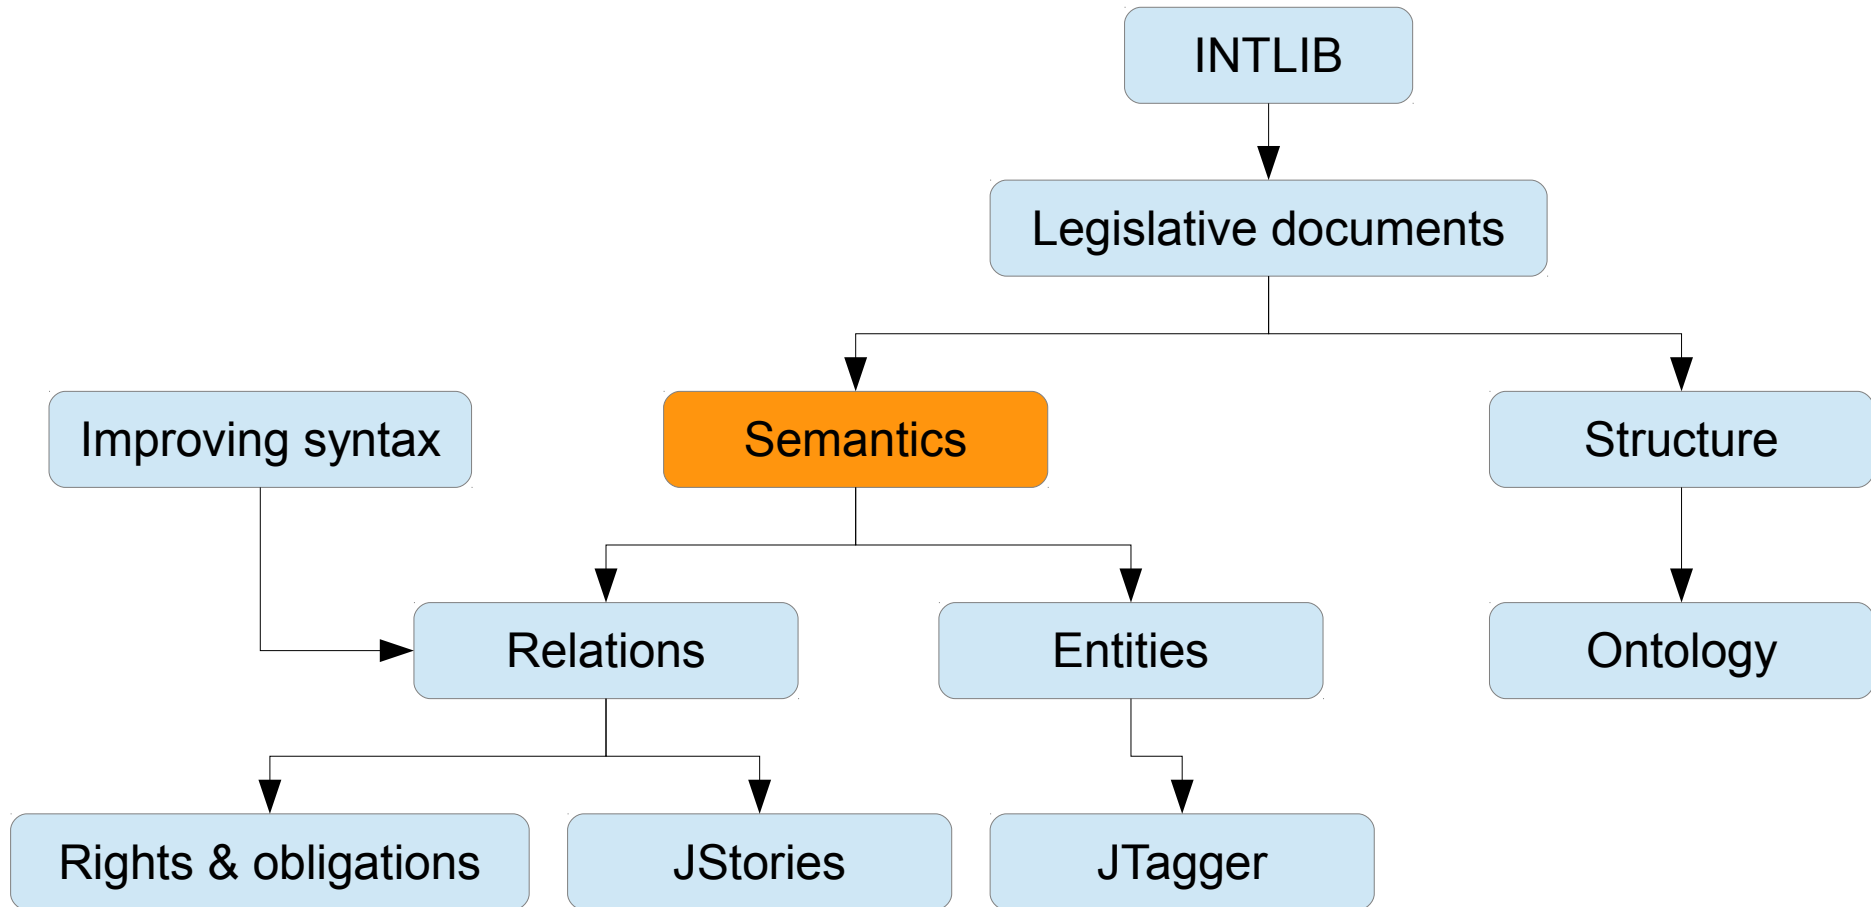 INTLIB
Legislative documents
Improving syntax
Semantics
Structure
Relations
Entities
Ontology
Rights & obligations
JStories
JTagger